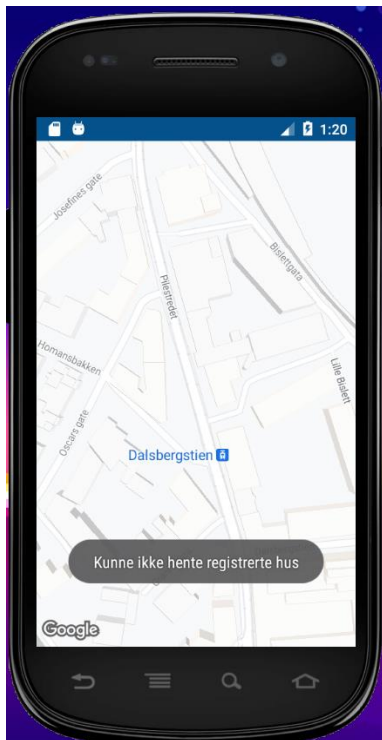 1:20
Josefines gate
Pilestredet
Bislettgata
Homansbakken
Lille Bislett
Oscars gate
Dalsbergstien
Kunne ikke hente registrerte hus
Google